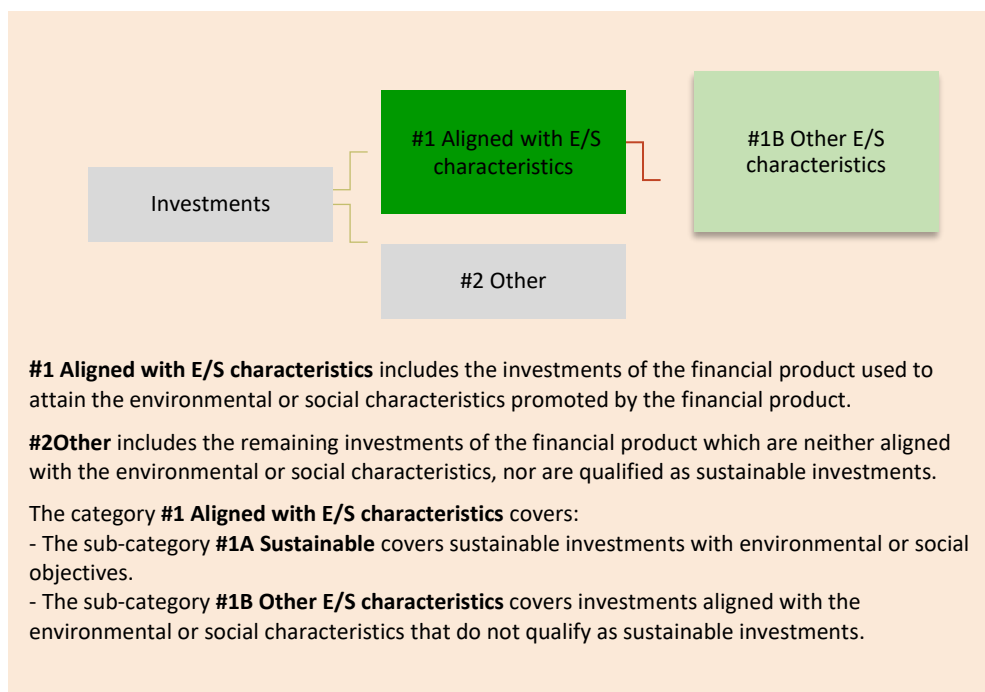 #1 Aligned with E/S
characteristics
#1B Other E/S
characteristics
Investments
#2 Other
#1 Aligned with E/S characteristics includes the investments of the financial product used to
attain the environmental or social characteristics promoted by the financial product.
#2Other includes the remaining investments of the financial product which are neither aligned
with the environmental or social characteristics, nor are qualified as sustainable investments.
The category #1 Aligned with E/S characteristics covers:
- The sub-category #1A Sustainable covers sustainable investments with environmental or social
objectives.
- The sub-category #1B Other E/S characteristics covers investments aligned with the
environmental or social characteristics that do not qualify as sustainable investments.